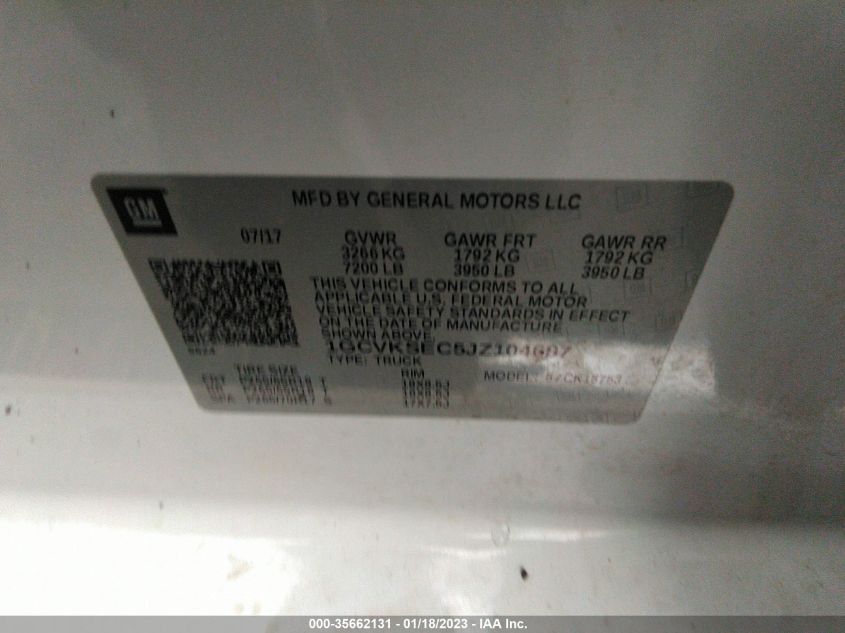 GM
MFD BY GENERAL MOTORS LLC
07/17 GVWR GAWR FRT GAWR RR
3266 KG 1792 KG 1792 KG
7200 LB 3950 LB 3950 LB
THIS VEHICLE CONFORMS TO ALL
APPLICABLE U.S. FEDERAL MOTOR
VEHICLE SAFETY STANDARDS IN EFFECT
ON THE DATE OF MANUFACTURE
SHOWN ABOVE
TYPE: TRUCK
TIRE SIZE RIM
MODEL:
17X7.5J
000-35662131 - 01/18/2023 - IAA Inc.